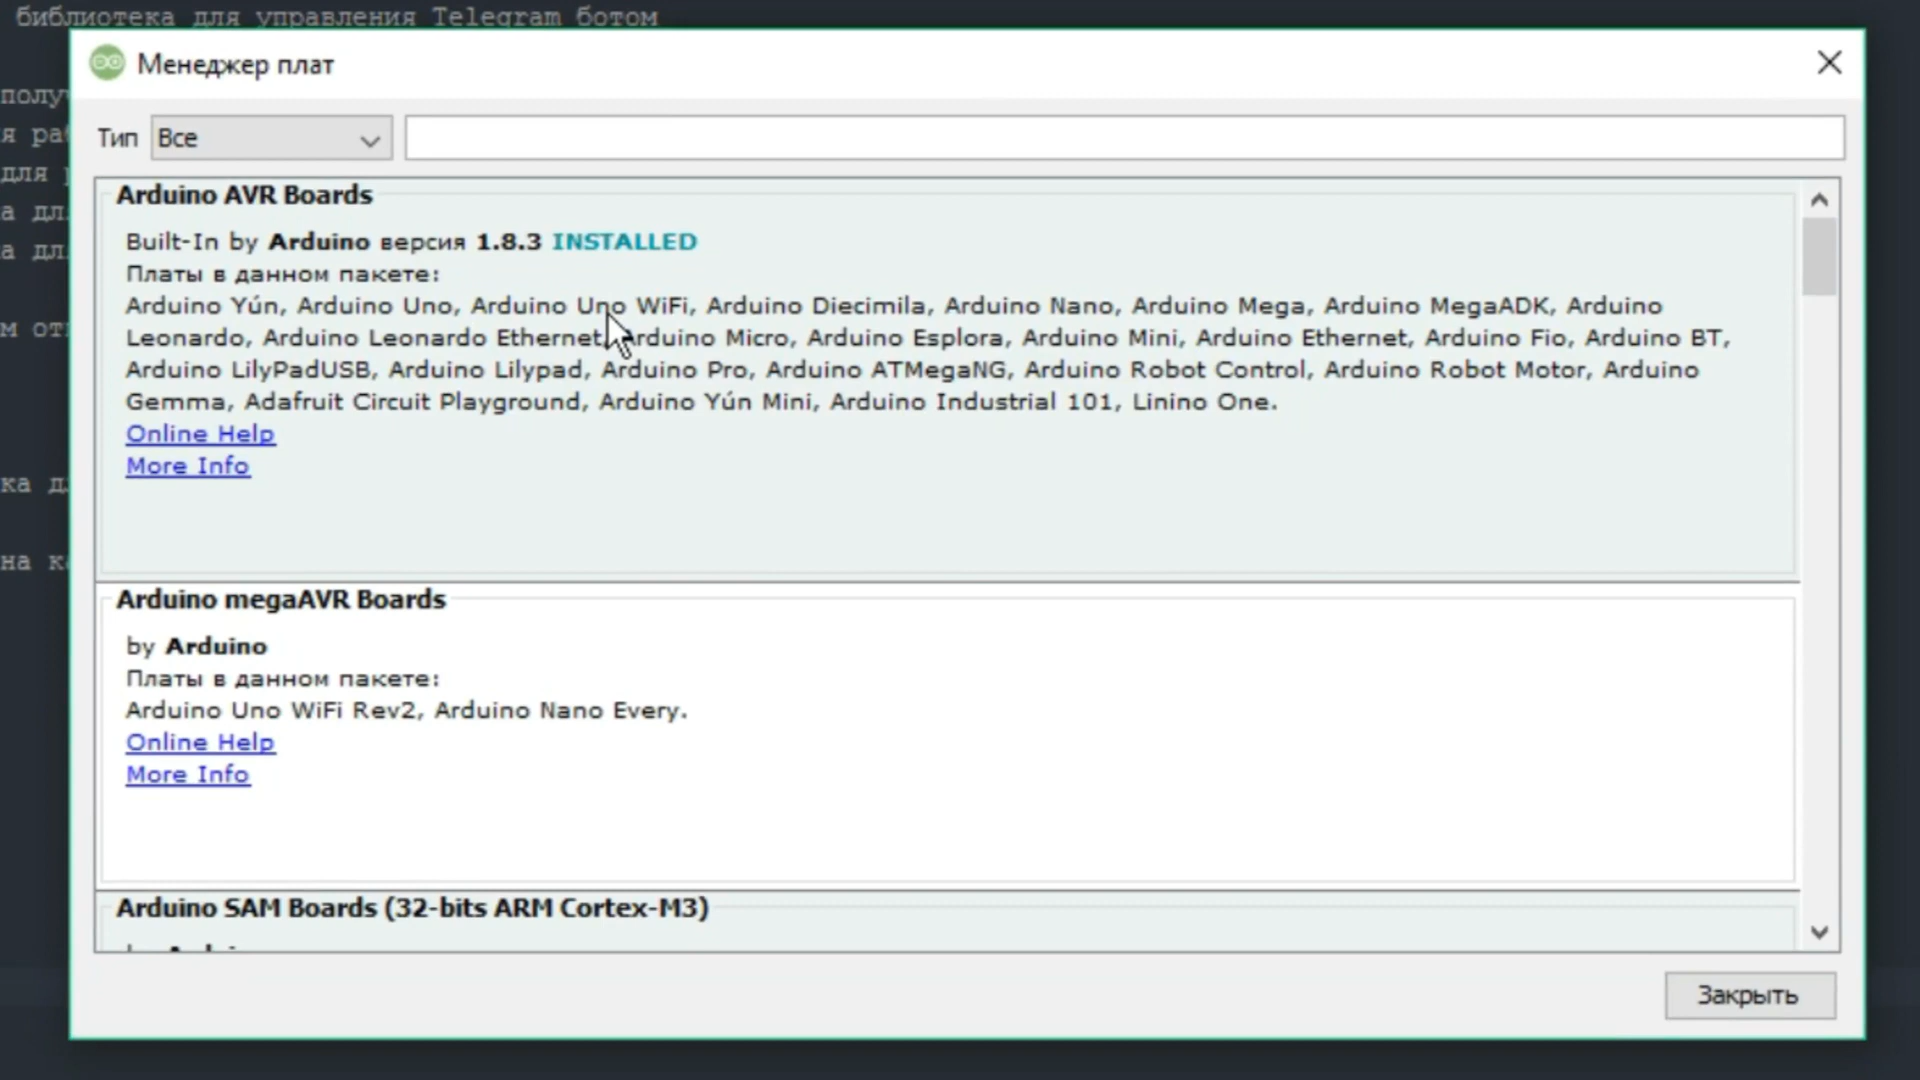 библиотека для управления Telegram ботом
Менеджер плат
Тип Все
Arduino AVR Boards
Built-In by Arduino версия 1.8.3 INSTALLED
Платы в данном пакете:
Arduino Yún, Arduino Uno, Arduino Uno WiFi, Arduino Diecimila, Arduino Nano, Arduino Mega, Arduino MegaADK, Arduino
Leonardo, Arduino Leonardo Ethernet, Arduino Micro, Arduino Esplora, Arduino Mini, Arduino Ethernet, Arduino Fio, Arduino BT,
Arduino LilyPadUSB, Arduino Lilypad, Arduino Pro, Arduino ATMegaNG, Arduino Robot Control, Arduino Robot Motor, Arduino
Gemma, Adafruit Circuit Playground, Arduino Yún Mini, Arduino Industrial 101, Linino One.
Online Help
More Info
Arduino megaAVR Boards
by Arduino
Платы в данном пакете:
Arduino Uno WiFi Rev2, Arduino Nano Every.
Online Help
More Info
Arduino SAM Boards (32-bits ARM Cortex-M3)
Закрыть